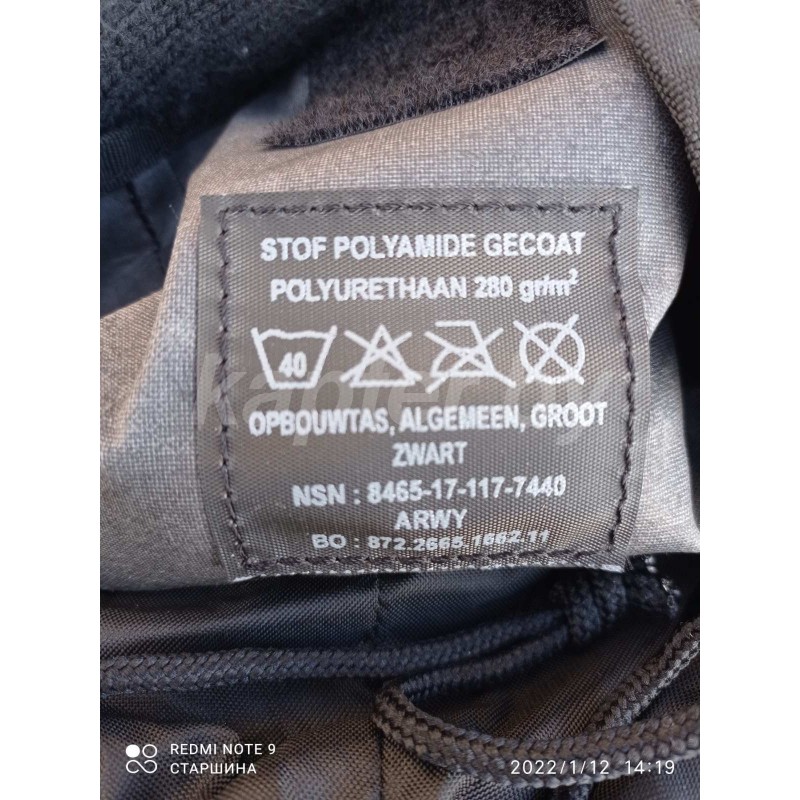 STOF POLYAMIDE GECOAT
POLYURETHAAN 280 gr/m²
40
OPBOUWTAS, ALGEMEEN, GROOT
ZWART
NSN : 8465-17-117-7440
ARWY
BO : 872.2665.1662.11
REDMI NOTE 9
СТАРШИНА
2022/1/12 14:19